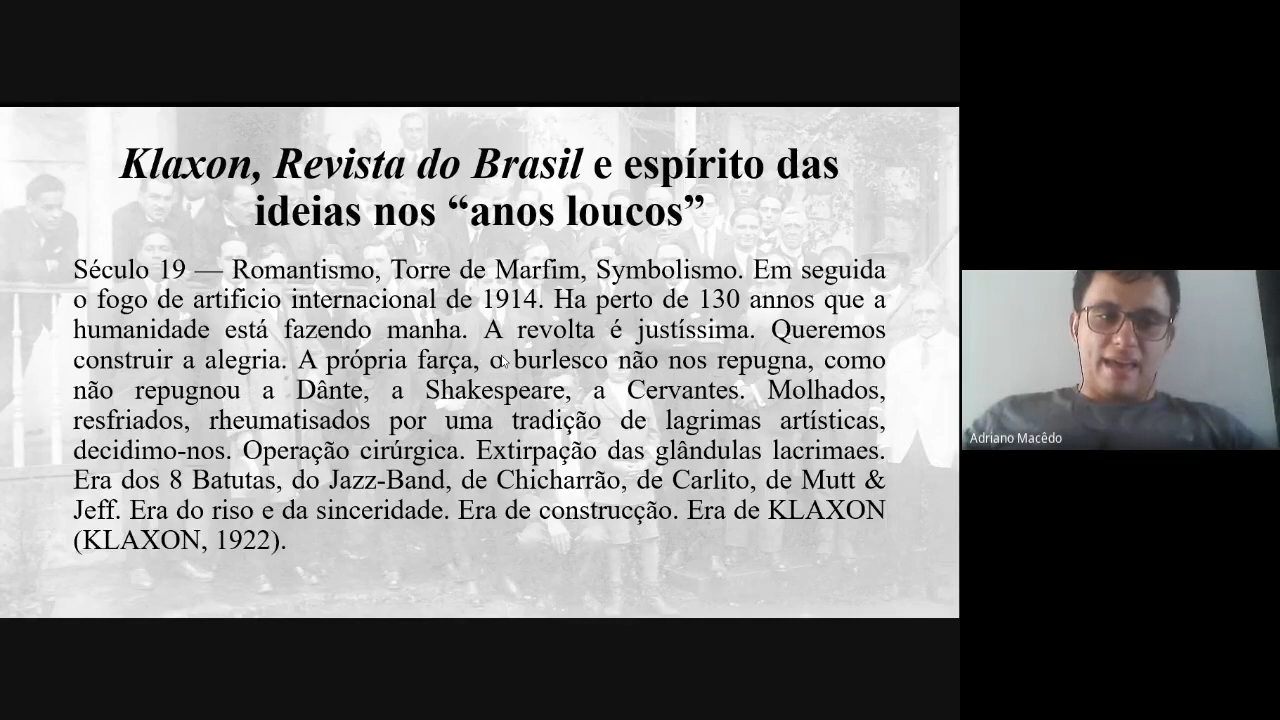 Klaxon, Revista do Brasil e espírito das
ideias nos “anos loucos”
Século 19 — Romantismo, Torre de Marfim, Symbolismo. Em seguida
o fogo de artificio internacional de 1914. Ha perto de 130 annos que a
humanidade está fazendo manha. A revolta é justíssima. Queremos
construir a alegria. A própria farça, o burlesco não nos repugna, como
não repugnou a Dânte, a Shakespeare, a Cervantes. Molhados,
resfriados, rheumatisados por uma tradição de lagrimas artísticas,
decidimo-nos. Operação cirúrgica. Extirpação das glândulas lacrimaes.
Era dos 8 Batutas, do Jazz-Band, de Chicharrão, de Carlito, de Mutt &
Jeff. Era do riso e da sinceridade. Era de construcção. Era de KLAXON
(KLAXON, 1922).
Adriano Macêdo